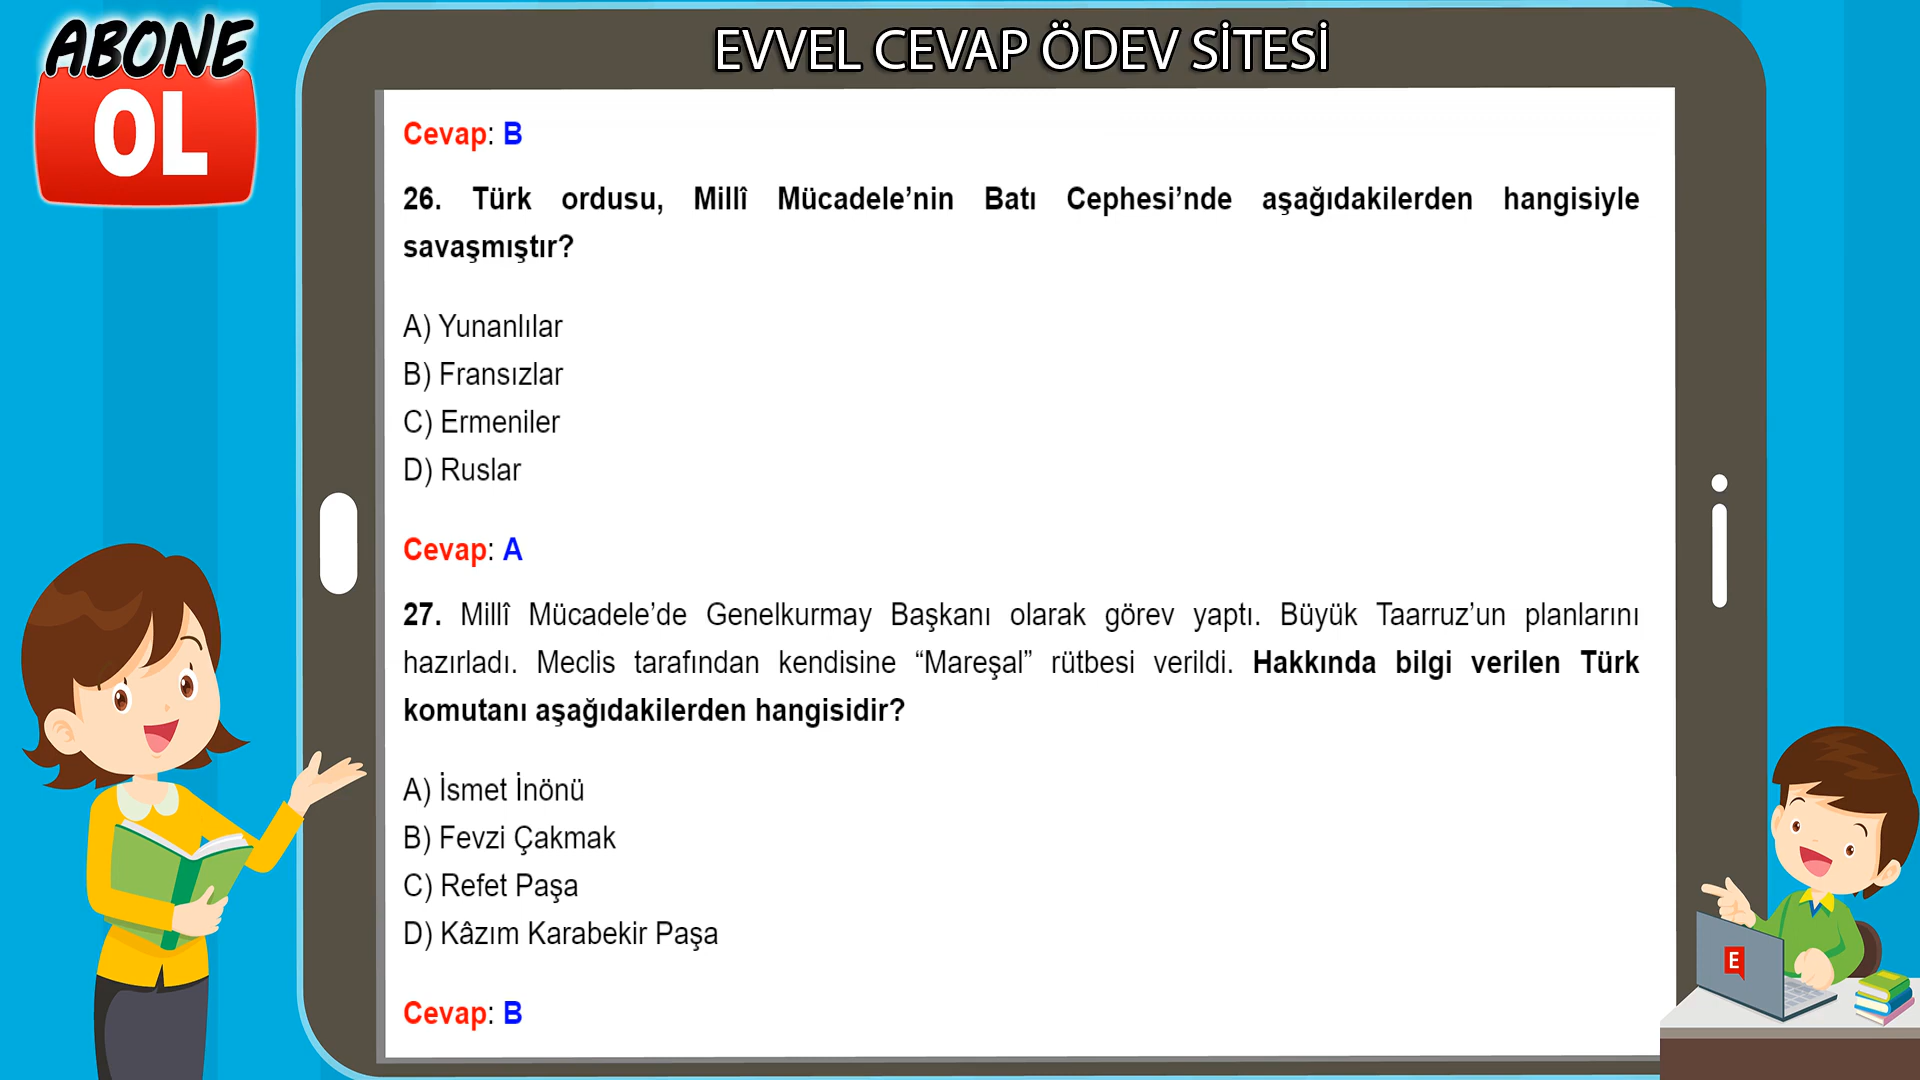 ABONE
OL
EVVEL CEVAP ÖDEV SİTESİ
Cevap: B
26. Türk ordusu, Millî Mücadele’nin Batı Cephesi’nde aşağıdakilerden hangisiyle
savaşmıştır?
A) Yunanlılar
B) Fransızlar
C) Ermeniler
D) Ruslar
Cevap: A
27. Millî Mücadele’de Genelkurmay Başkanı olarak görev yaptı. Büyük Taarruz’un planlarını
hazırladı. Meclis tarafından kendisine “Mareşal” rütbesi verildi. Hakkında bilgi verilen Türk
komutanı aşağıdakilerden hangisidir?
A) İsmet İnönü
B) Fevzi Çakmak
C) Refet Paşa
D) Kâzım Karabekir Paşa
Cevap: B
E